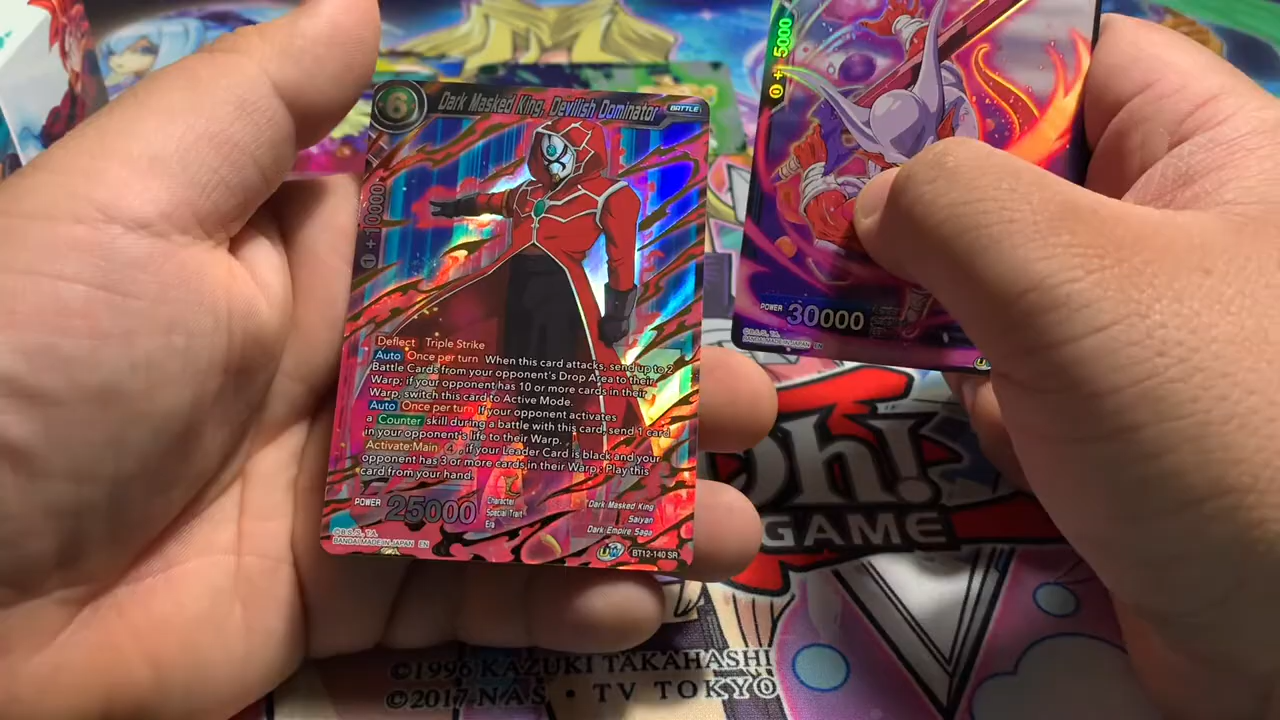 6
Dark Masked King, Devilish Dominator
BATTLE
1 +10000
Deflect Triple Strike
Auto Once per turn When this card attacks, send up to 2
Battle Cards from your opponent's Drop Area to their
Warp; if your opponent has 10 or more cards in their
Warp, switch this card to Active Mode.
Auto Once per turn If your opponent activates
a Counter skill during a battle with this card, send 1 card
in your opponent's life to their Warp.
Activate:Main 4, if your Leader Card is black and your
opponent has 3 or more cards in their Warp: Play this
card from your hand.
POWER 25000
Character Dark Masked King
Special Trait Saiyan
Era Dark Empire Saga
©B.S./S., T.A.
BANDAI MADE IN JAPAN EN
UW
BT12-140 SR
0 + 5000
POWER 30000
©B.S./S., T.A.
BANDAI MADE IN JAPAN EN
Oh!
GAME
©1996 KAZUKI TAKAHASHI
©2017 N.A.S. • TV TOKYO